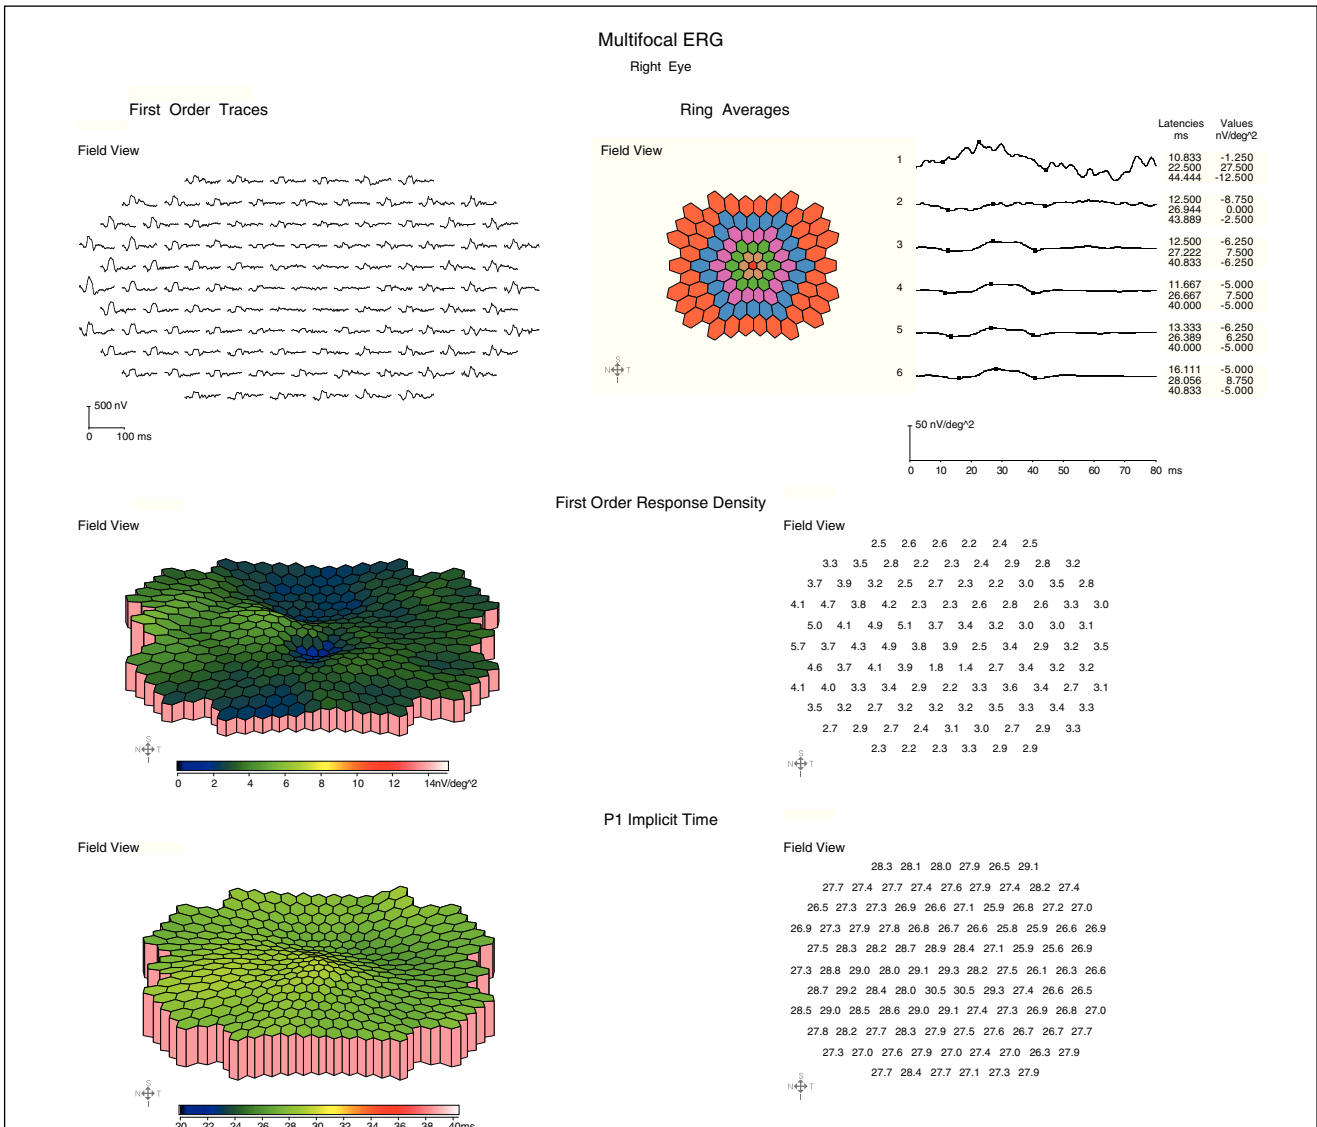 Multifocal ERG
Right Eye
First Order Traces
Field View
500 nV
0 100 ms
Ring Averages
Field View
S
N T
I
Latencies Values
ms nV/deg^2
1
10.833 -1.250
22.500 27.500
44.444 -12.500
2
12.500 -8.750
26.944 0.000
43.889 -2.500
3
12.500 -6.250
27.222 7.500
40.833 -6.250
4
11.667 -5.000
26.667 7.500
40.000 -5.000
5
13.333 -6.250
26.389 6.250
40.000 -5.000
6
16.111 -5.000
28.056 8.750
40.833 -5.000
50 nV/deg^2
0 10 20 30 40 50 60 70 80 ms
First Order Response Density
Field View
S
N T
I
0 2 4 6 8 10 12 14nV/deg^2
Field View
2.5 2.6 2.6 2.2 2.4 2.5
3.3 3.5 2.8 2.2 2.3 2.4 2.9 2.8 3.2
3.7 3.9 3.2 2.5 2.7 2.3 2.2 3.0 3.5 2.8
4.1 4.7 3.8 4.2 2.3 2.3 2.6 2.8 2.6 3.3 3.0
5.0 4.1 4.9 5.1 3.7 3.4 3.2 3.0 3.0 3.1
5.7 3.7 4.3 4.9 3.8 3.9 2.5 3.4 2.9 3.2 3.5
4.6 3.7 4.1 3.9 1.8 1.4 2.7 3.4 3.2 3.2
4.1 4.0 3.3 3.4 2.9 2.2 3.3 3.6 3.4 2.7 3.1
3.5 3.2 2.7 3.2 3.2 3.2 3.5 3.3 3.4 3.3
2.7 2.9 2.7 2.4 3.1 3.0 2.7 2.9 3.3
2.3 2.2 2.3 3.3 2.9 2.9
S
N T
I
P1 Implicit Time
Field View
S
N T
I
20 22 24 26 28 30 32 34 36 38 40ms
Field View
28.3 28.1 28.0 27.9 26.5 29.1
27.7 27.4 27.7 27.4 27.6 27.9 27.4 28.2 27.4
26.5 27.3 27.3 26.9 26.6 27.1 25.9 26.8 27.2 27.0
26.9 27.3 27.9 27.8 26.8 26.7 26.6 25.8 25.9 26.6 26.9
27.5 28.3 28.2 28.7 28.9 28.4 27.1 25.9 25.6 26.9
27.3 28.8 29.0 28.0 29.1 29.3 28.2 27.5 26.1 26.3 26.6
28.7 29.2 28.4 28.0 30.5 30.5 29.3 27.4 26.6 26.5
28.5 29.0 28.5 28.6 29.0 29.1 27.4 27.3 26.9 26.8 27.0
27.8 28.2 27.7 28.3 27.9 27.5 27.6 26.7 26.7 27.7
27.3 27.0 27.6 27.9 27.0 27.4 27.0 26.3 27.9
27.7 28.4 27.7 27.1 27.3 27.9
S
N T
I